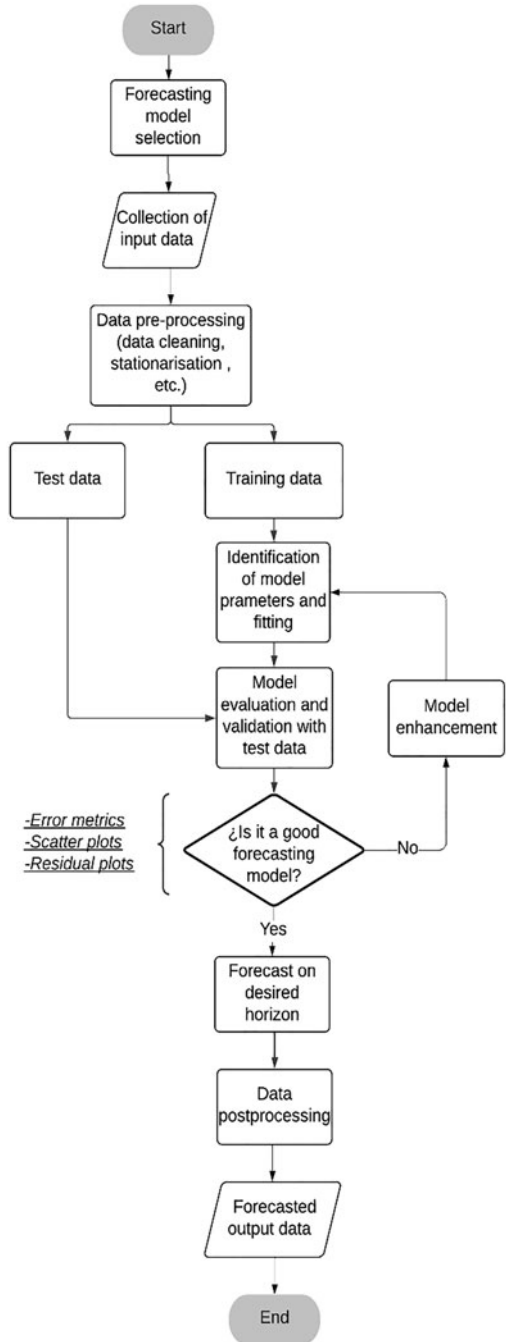 Start
Forecasting
model
selection
Collection of
input data
Data pre-processing
(data cleaning,
stationarisation ,
etc.)
Test data
Training data
Identification
of model
prameters and
fitting
Model
evaluation and
validation with
test data
Model
enhancement
-Error metrics
-Scatter plots
-Residual plots
¿Is it a good
forecasting
model?
No
Yes
Forecast on
desired
horizon
Data
postprocessing
Forecasted
output data
End